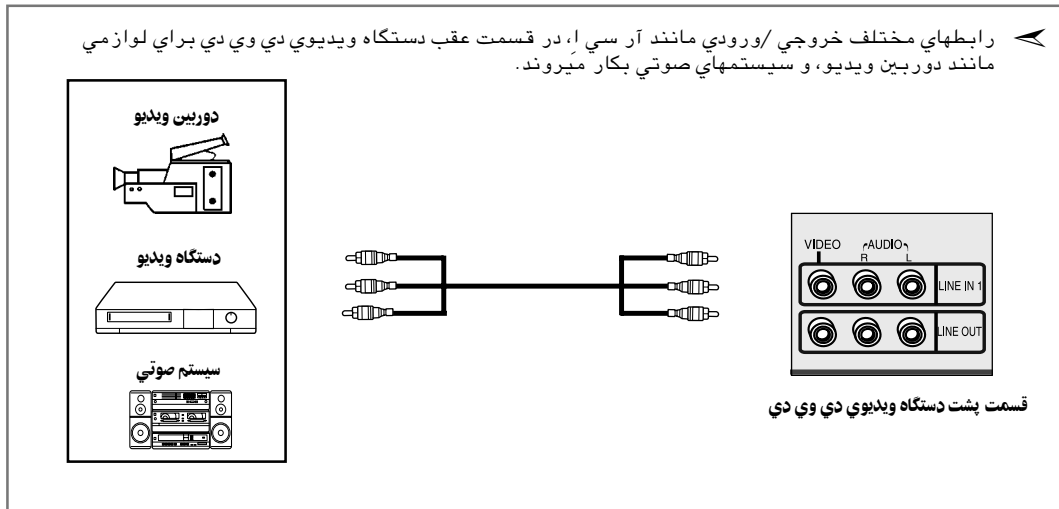 رابطهاي مختلف خروجي /ورودي مانند آر سي اِ، در قسمت عقب دستگاه ويديوي دي وي دي براي لوازمي
مانند دوربين ويديو، و سيستمهاي صوتي بكار ميروند.
دوربين ويديو
دستگاه ويديو
سيستم صوتي
VIDEO
AUDIO
R
L
LINE IN 1
LINE OUT
قسمت پشت دستگاه ويديوي دي وي دي